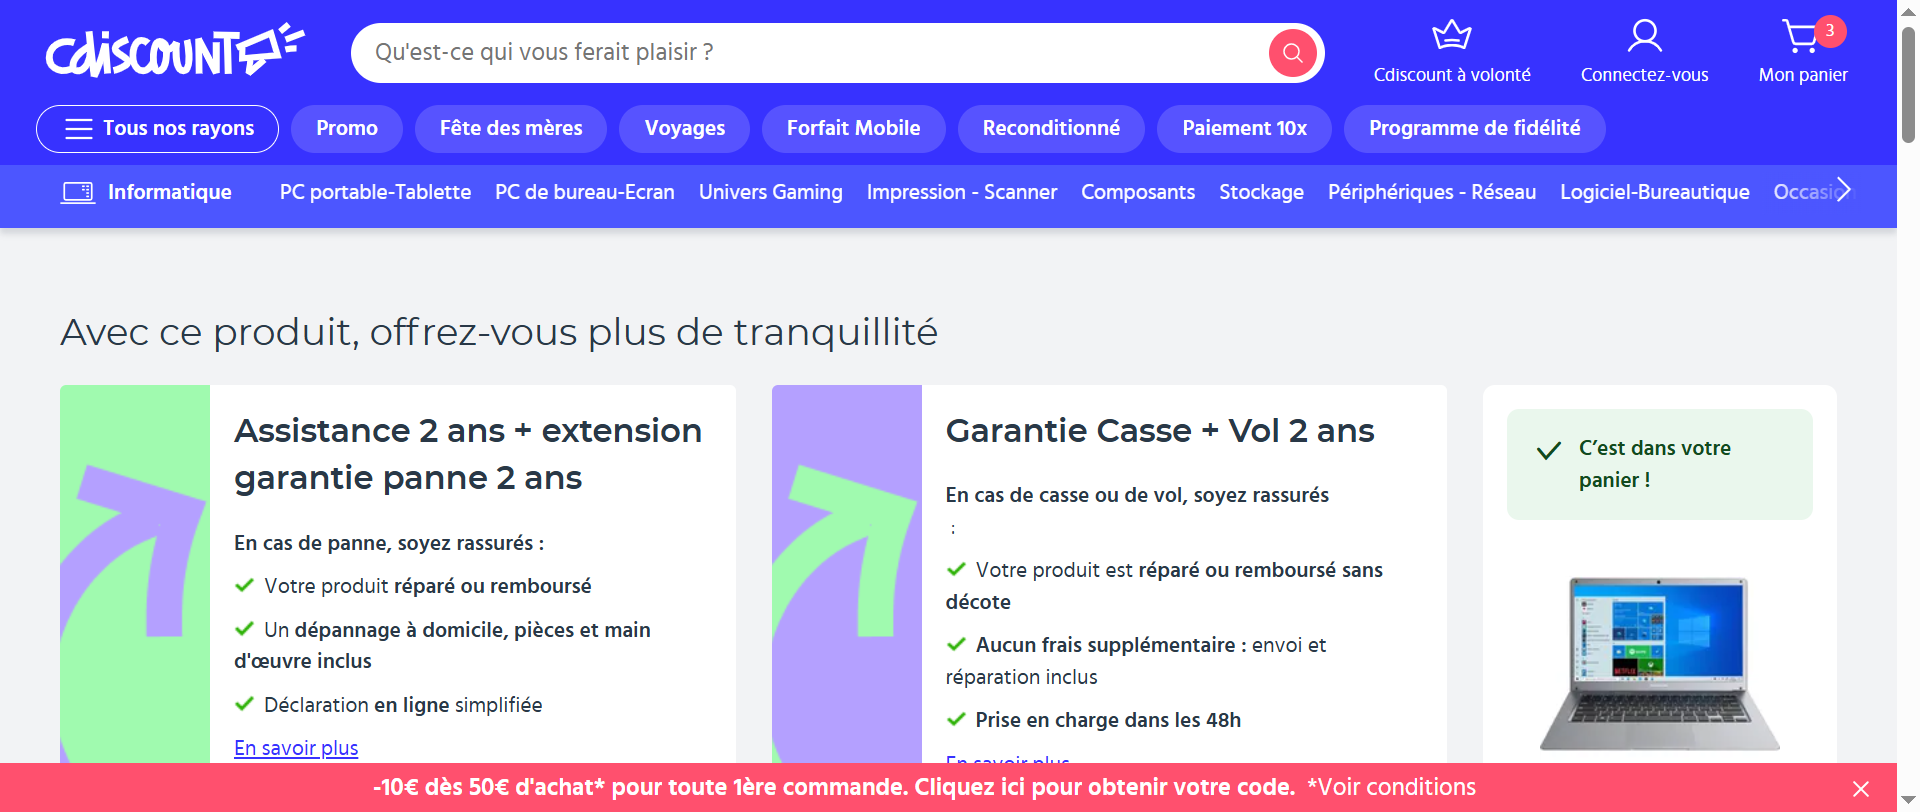 Cdiscount
Qu'est-ce qui vous ferait plaisir ?
Cdiscount à volonté
Connectez-vous
3
Mon panier
Tous nos rayons
Promo
Fête des mères
Voyages
Forfait Mobile
Reconditionné
Paiement 10x
Programme de fidélité
Informatique
PC portable-Tablette
PC de bureau-Ecran
Univers Gaming
Impression - Scanner
Composants
Stockage
Périphériques - Réseau
Logiciel-Bureautique
Avec ce produit, offrez-vous plus de tranquillité
Assistance 2 ans + extension
garantie panne 2 ans
En cas de panne, soyez rassurés :
Votre produit réparé ou remboursé
Un dépannage à domicile, pièces et main
d'œuvre inclus
Déclaration en ligne simplifiée
En savoir plus
Garantie Casse + Vol 2 ans
En cas de casse ou de vol, soyez rassurés
:
Votre produit est réparé ou remboursé sans
décote
Aucun frais supplémentaire : envoi et
réparation inclus
Prise en charge dans les 48h
En savoir plus
C’est dans votre
panier !
-10€ dès 50€ d'achat* pour toute 1ère commande. Cliquez ici pour obtenir votre code. *Voir conditions